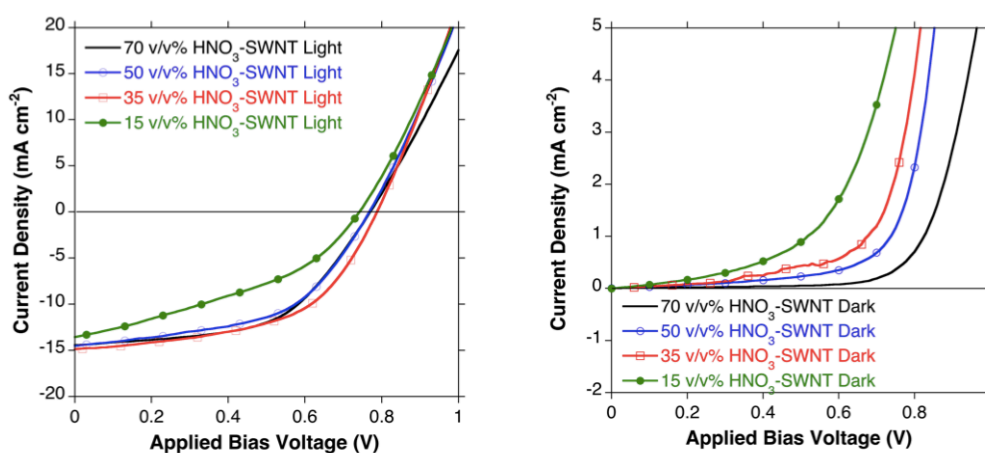 20
15
10
5
0
-5
-10
-15
-20
Current Density (mA cm⁻²)
70 v/v% HNO₃-SWNT Light
50 v/v% HNO₃-SWNT Light
35 v/v% HNO₃-SWNT Light
15 v/v% HNO₃-SWNT Light
0 0.2 0.4 0.6 0.8 1
Applied Bias Voltage (V)
5
4
3
2
1
0
-1
-2
Current Density (mA cm⁻²)
70 v/v% HNO₃-SWNT Dark
50 v/v% HNO₃-SWNT Dark
35 v/v% HNO₃-SWNT Dark
15 v/v% HNO₃-SWNT Dark
0 0.2 0.4 0.6 0.8
Applied Bias Voltage (V)